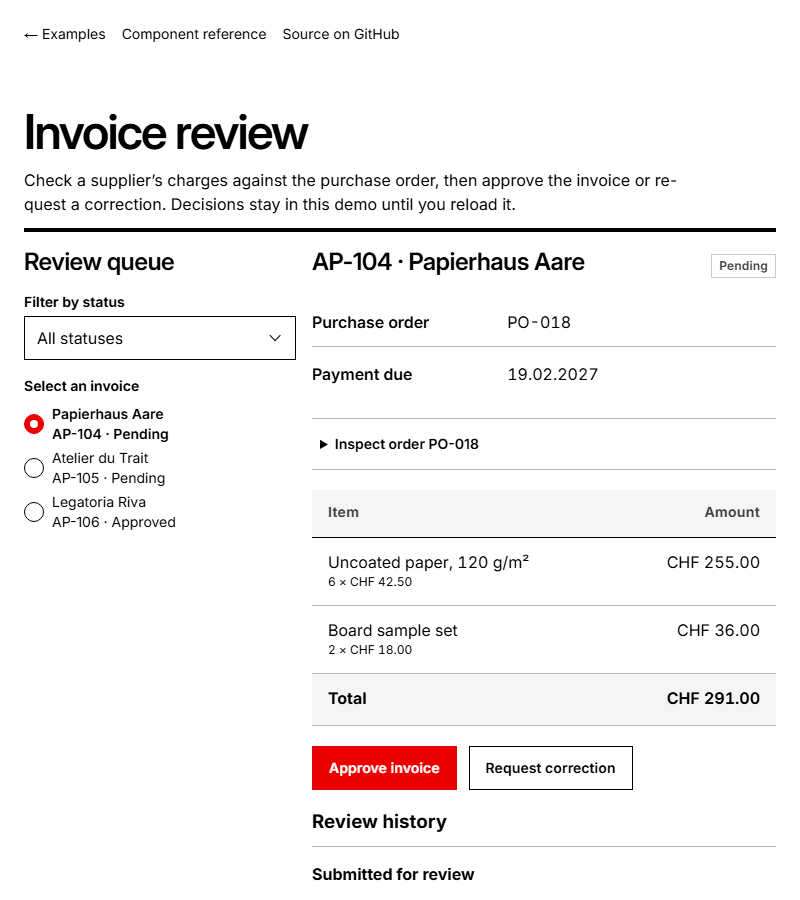 ← Examples Component reference Source on GitHub
Invoice review
Check a supplier’s charges against the purchase order, then approve the invoice or re-
quest a correction. Decisions stay in this demo until you reload it.
Review queue
Filter by status
All statuses
Select an invoice
Papierhaus Aare
AP-104 · Pending
Atelier du Trait
AP-105 · Pending
Legatoria Riva
AP-106 · Approved
AP-104 · Papierhaus Aare
Pending
Purchase order PO-018
Payment due 19.02.2027
Inspect order PO-018
Item Amount
Uncoated paper, 120 g/m² CHF 255.00
6 × CHF 42.50
Board sample set CHF 36.00
2 × CHF 18.00
Total CHF 291.00
Approve invoice Request correction
Review history
Submitted for review